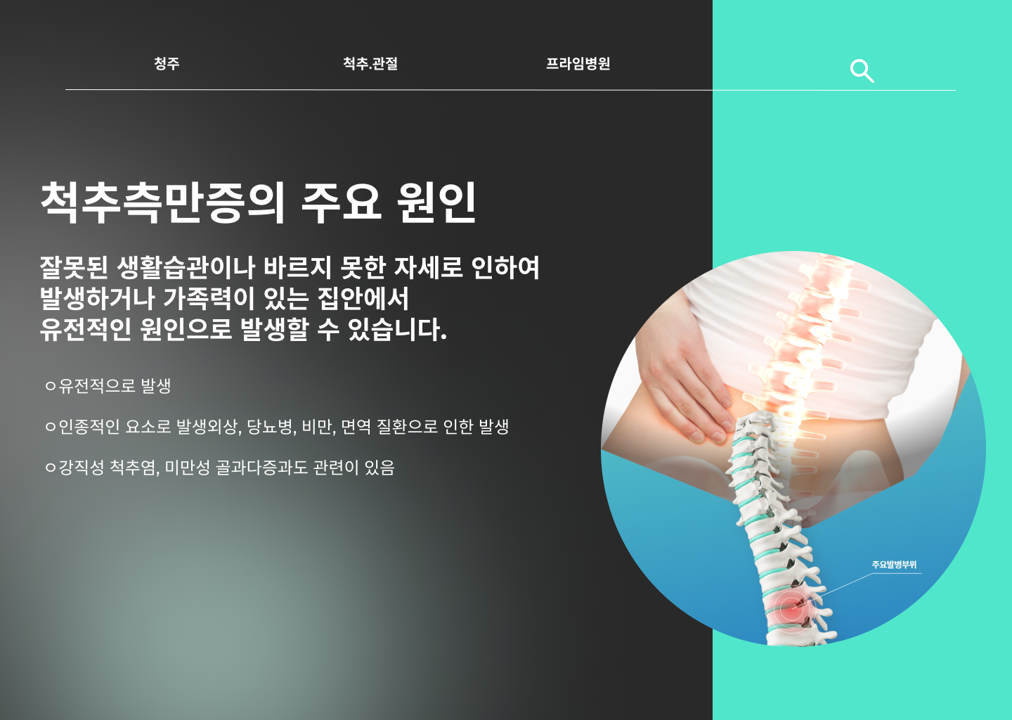 청주 척추.관절 프라임병원
척추측만증의 주요 원인
잘못된 생활습관이나 바르지 못한 자세로 인하여
발생하거나 가족력이 있는 집안에서
유전적인 원인으로 발생할 수 있습니다.
ㅇ유전적으로 발생
ㅇ인종적인 요소로 발생외상, 당뇨병, 비만, 면역 질환으로 인한 발생
ㅇ강직성 척추염, 미만성 골과다증과도 관련이 있음
주요발병부위